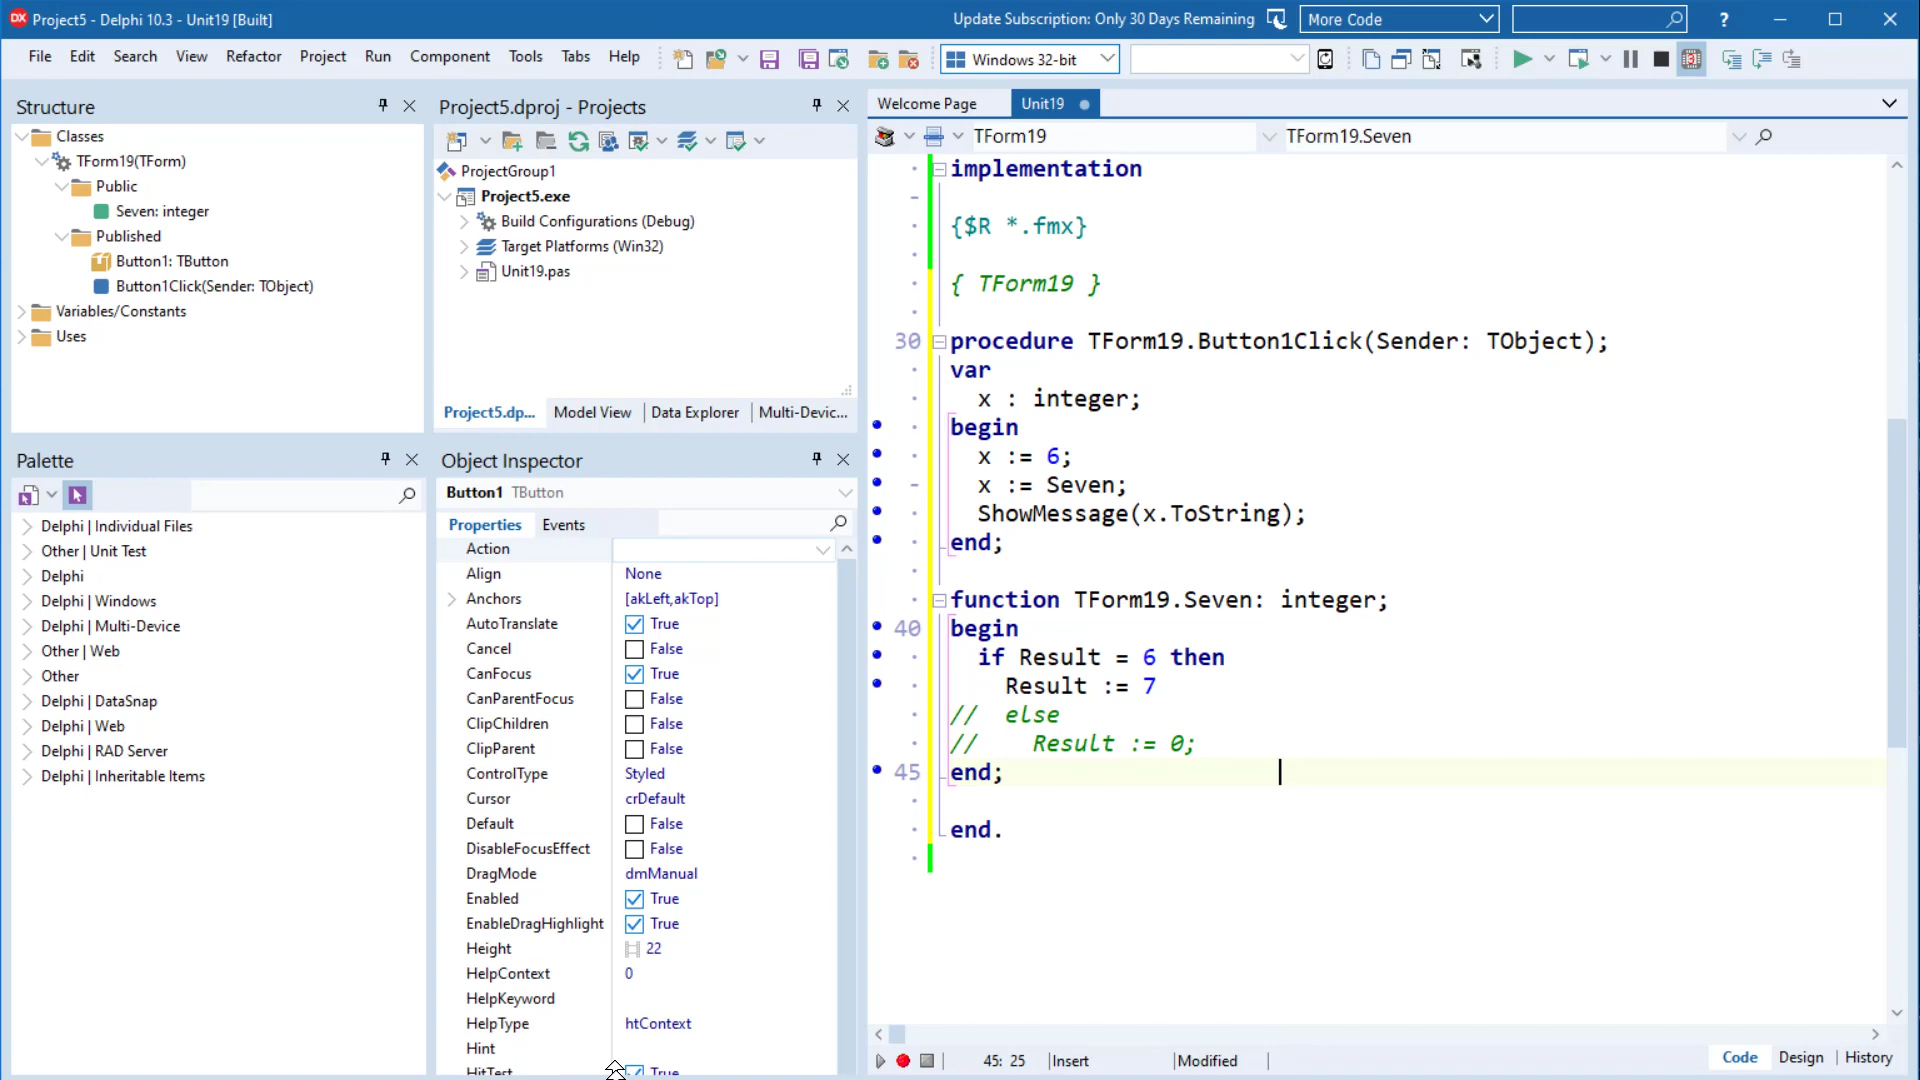 Project5 - Delphi 10.3 - Unit19 [Built]
Update Subscription: Only 30 Days Remaining
More Code
?
File Edit Search View Refactor Project Run Component Tools Tabs Help
Windows 32-bit
Structure
Classes
TForm19(TForm)
Public
Seven: integer
Published
Button1: TButton
Button1Click(Sender: TObject)
Variables/Constants
Uses
Project5.dproj - Projects
ProjectGroup1
Project5.exe
Build Configurations (Debug)
Target Platforms (Win32)
Unit19.pas
Project5.dp... Model View Data Explorer Multi-Devic...
Palette
Delphi | Individual Files
Other | Unit Test
Delphi
Delphi | Windows
Delphi | Multi-Device
Other | Web
Other
Delphi | DataSnap
Delphi | Web
Delphi | RAD Server
Delphi | Inheritable Items
Object Inspector
Button1 TButton
Properties Events
Action
Align None
Anchors [akLeft,akTop]
AutoTranslate True
Cancel False
CanFocus True
CanParentFocus False
ClipChildren False
ClipParent False
ControlType Styled
Cursor crDefault
Default False
DisableFocusEffect False
DragMode dmManual
Enabled True
EnableDragHighlight True
Height 22
HelpContext 0
HelpKeyword
HelpType htContext
Hint
HitTest True
Welcome Page Unit19
TForm19 TForm19.Seven
implementation
{$R *.fmx}
{ TForm19 }
30 procedure TForm19.Button1Click(Sender: TObject);
var
x : integer;
begin
x := 6;
x := Seven;
ShowMessage(x.ToString);
end;
function TForm19.Seven: integer;
40 begin
if Result = 6 then
Result := 7
// else
// Result := 0;
45 end;
end.
45: 25 Insert Modified
Code Design History